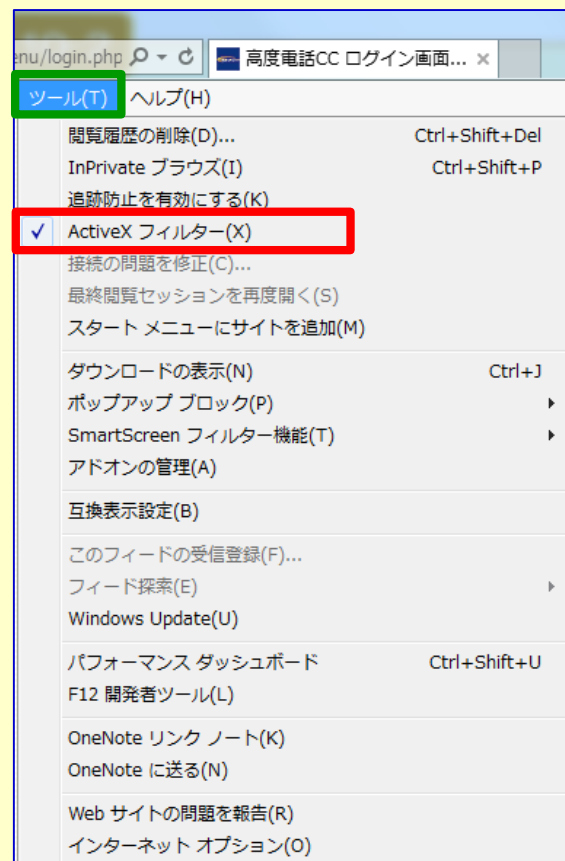 enu/login.php
高度電話CC ログイン画面...
ツール(T) ヘルプ(H)
閲覧履歴の削除(D)... Ctrl+Shift+Del
InPrivate ブラウズ(I) Ctrl+Shift+P
追跡防止を有効にする(K)
ActiveX フィルター(X)
接続の問題を修正(C)...
最終閲覧セッションを再度開く(S)
スタート メニューにサイトを追加(M)
ダウンロードの表示(N) Ctrl+J
ポップアップ ブロック(P)
SmartScreen フィルター機能(T)
アドオンの管理(A)
互換表示設定(B)
このフィードの受信登録(F)...
フィード探索(E)
Windows Update(U)
パフォーマンス ダッシュボード Ctrl+Shift+U
F12 開発者ツール(L)
OneNote リンク ノート(K)
OneNote に送る(N)
Web サイトの問題を報告(R)
インターネット オプション(O)